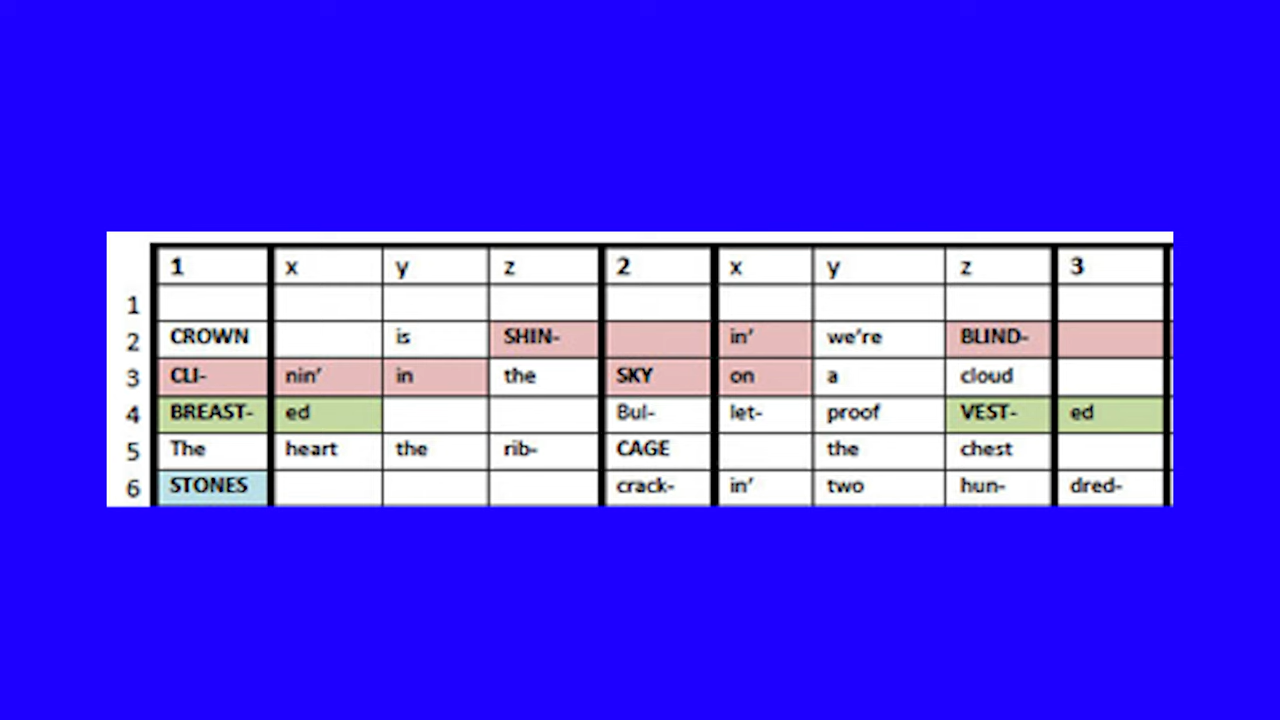 1 x y z 2 x y z 3
1
2 CROWN is SHIN- in' we're BLIND-
3 CLI- nin' in the SKY on a cloud
4 BREAST- ed Bul- let- proof VEST- ed
5 The heart the rib- CAGE the chest
6 STONES crack- in' two hun- dred-